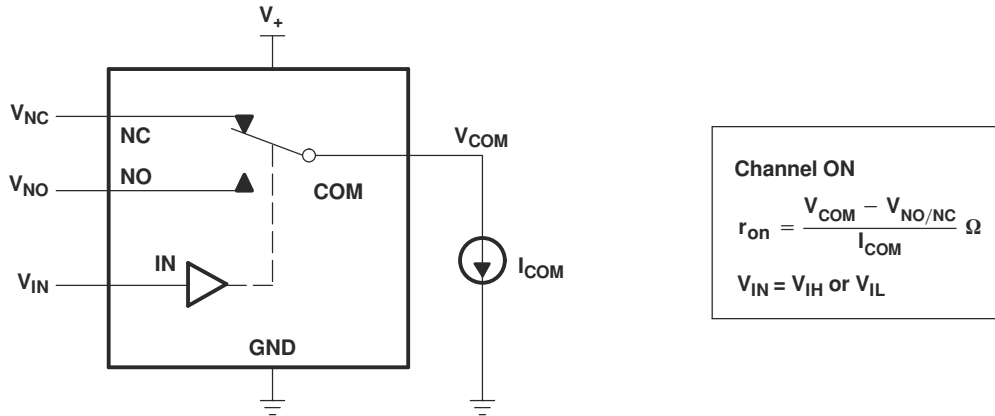 V+
VNC
NC
VCOM
VNO
NO
COM
IN
VIN
ICOM
GND
Channel ON
ron = VCOM − VNO/NC / ICOM Ω
VIN = VIH or VIL